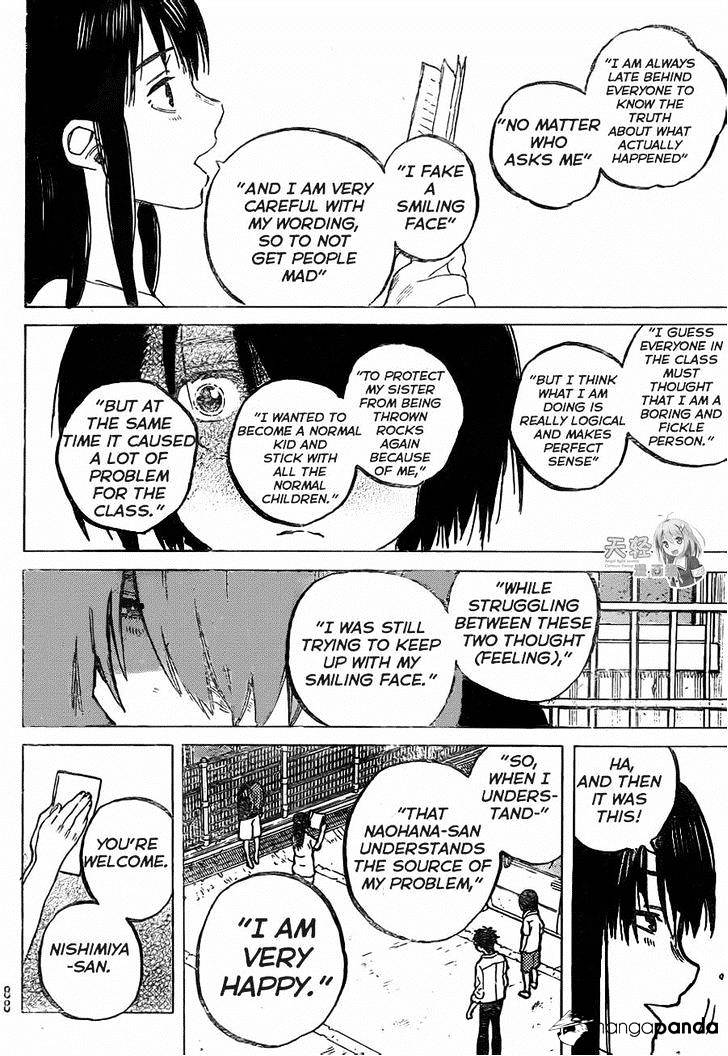 "I AM ALWAYS
LATE BEHIND
EVERYONE TO
KNOW THE
TRUTH
ABOUT WHAT
ACTUALLY
HAPPENED"
"NO MATTER
WHO
ASKS ME"
"I FAKE
A
SMILING
FACE"
"AND I AM VERY
CAREFUL WITH
MY WORDING,
SO TO NOT
GET PEOPLE
MAD"
"I GUESS
EVERYONE IN
THE CLASS
MUST
THOUGHT
THAT I AM A
BORING AND
FICKLE
PERSON."
"BUT I THINK
WHAT I AM
DOING IS
REALLY LOGICAL
AND MAKES
PERFECT
SENSE"
"TO PROTECT
MY SISTER
FROM BEING
THROWN
ROCKS
AGAIN
BECAUSE
OF ME,"
"I WANTED TO
BECOME A NORMAL
KID AND
STICK WITH
ALL THE
NORMAL
CHILDREN."
"BUT AT
THE SAME
TIME IT CAUSED
A LOT OF
PROBLEM
FOR THE
CLASS."
天轻
"WHILE
STRUGGLING
BETWEEN THESE
TWO THOUGHT
(FEELING),"
"I WAS STILL
TRYING TO KEEP
UP WITH MY
SMILING FACE."
HA,
AND THEN
IT WAS
THIS!
"SO,
WHEN I
UNDERS-
TAND-"
"THAT
NAOHANA-SAN
UNDERSTANDS
THE SOURCE OF
MY PROBLEM,"
"I AM
VERY
HAPPY."
YOU'RE
WELCOME.
NISHIMIYA
-SAN.
mangapanda